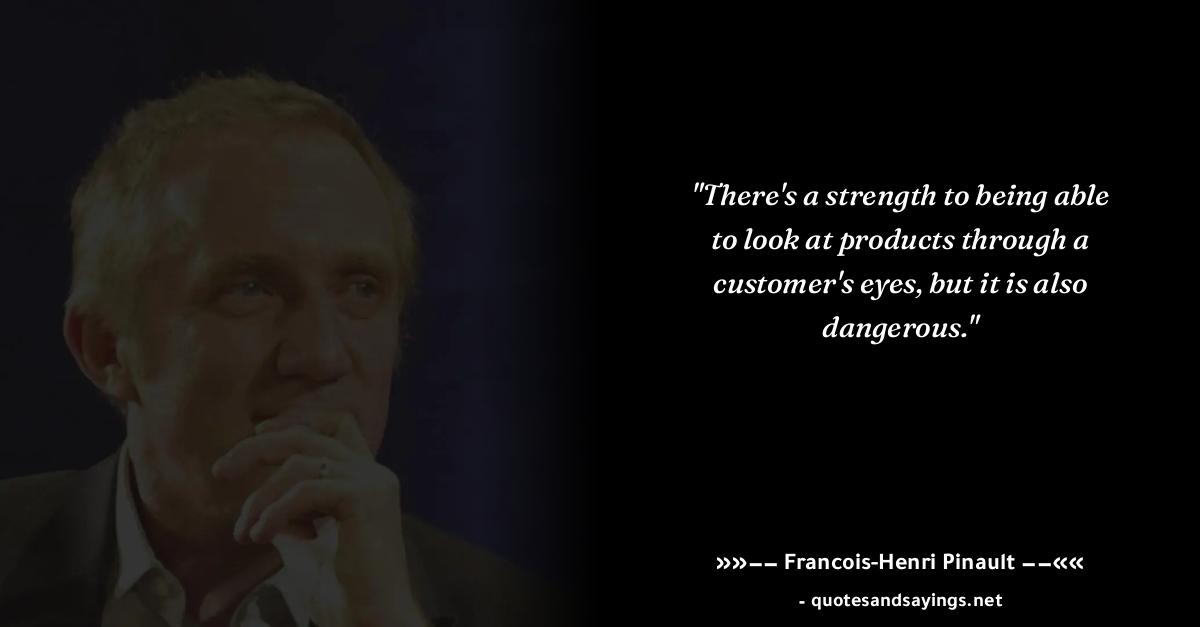 "There's a strength to being able
to look at products through a
customer's eyes, but it is also
dangerous."
»»–– Francois-Henri Pinault ––««
- quotesandsayings.net